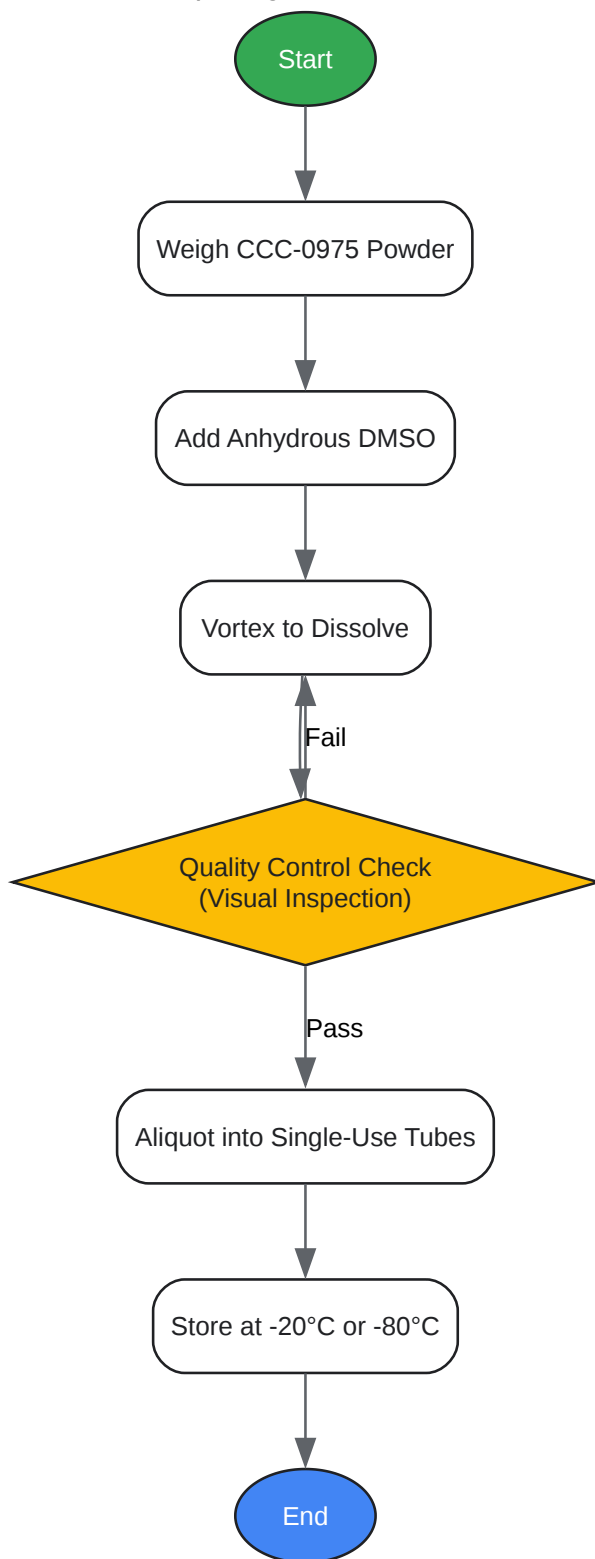 Start
Weigh CCC-0975 Powder
Add Anhydrous DMSO
Vortex to Dissolve
Fail
Quality Control Check
(Visual Inspection)
Pass
Aliquot into Single-Use Tubes
Store at -20°C or -80°C
End